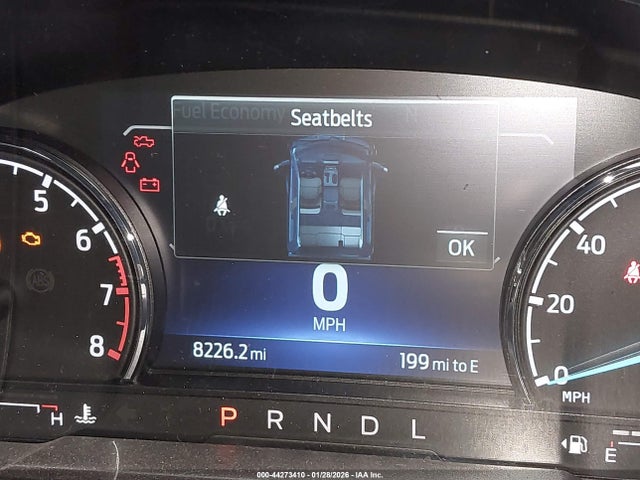 Fuel Economy
Seatbelts
OK
5
6
7
8
0
MPH
8226.2 mi
199 mi to E
40
20
0
MPH
H
P R N D L
E
000-44273410 - 01/28/2026 - IAA Inc.